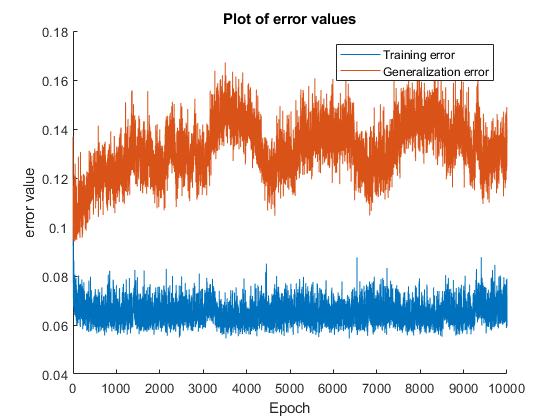 Plot of error values
0.18
0.16
0.14
0.12
0.1
0.08
0.06
0.04
error value
Training error
Generalization error
0 1000 2000 3000 4000 5000 6000 7000 8000 9000 10000
Epoch